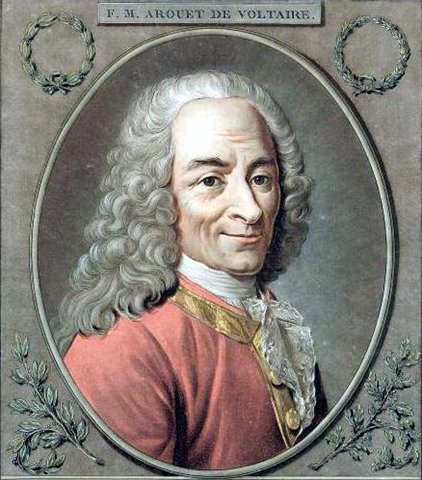 F. M. AROUET DE VOLTAIRE.